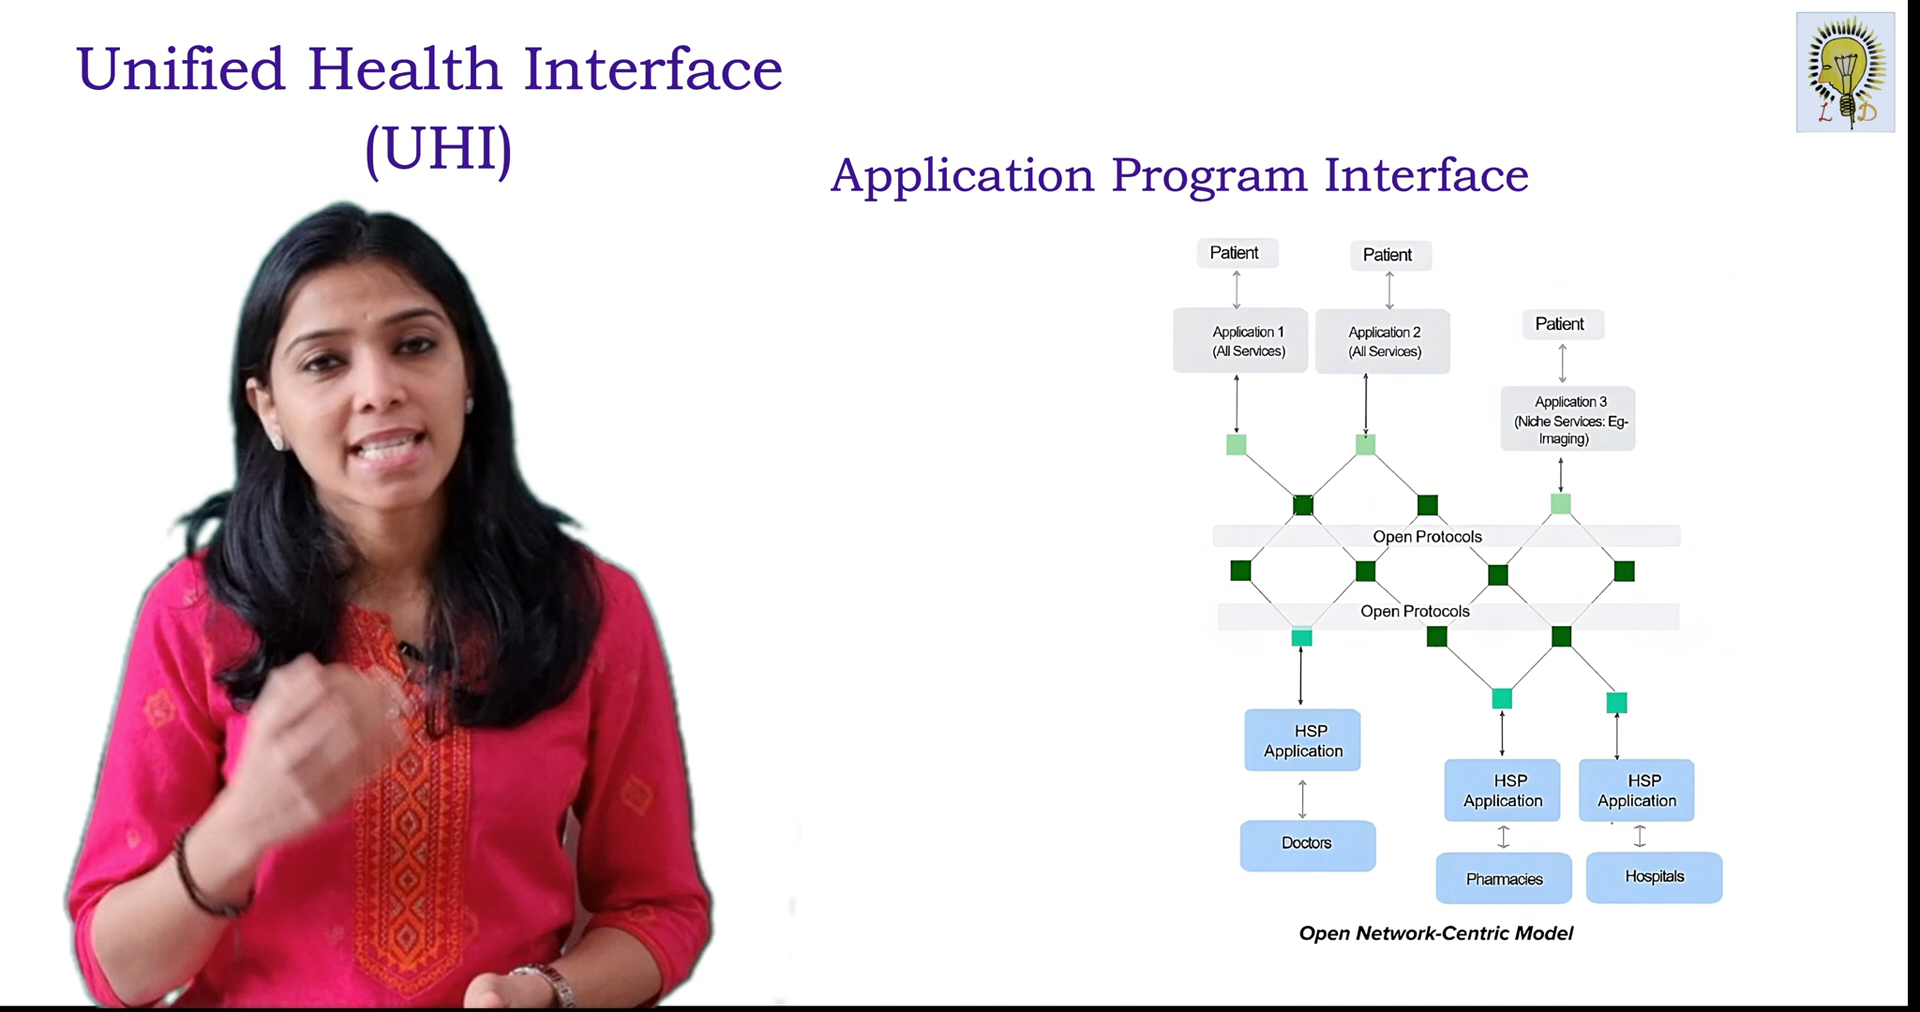 Unified Health Interface
(UHI)
Application Program Interface
L D
Patient
Patient
Patient
Application 1
(All Services)
Application 2
(All Services)
Application 3
(Niche Services: Eg-
Imaging)
Open Protocols
Open Protocols
HSP
Application
HSP
Application
HSP
Application
Doctors
Pharmacies
Hospitals
Open Network-Centric Model